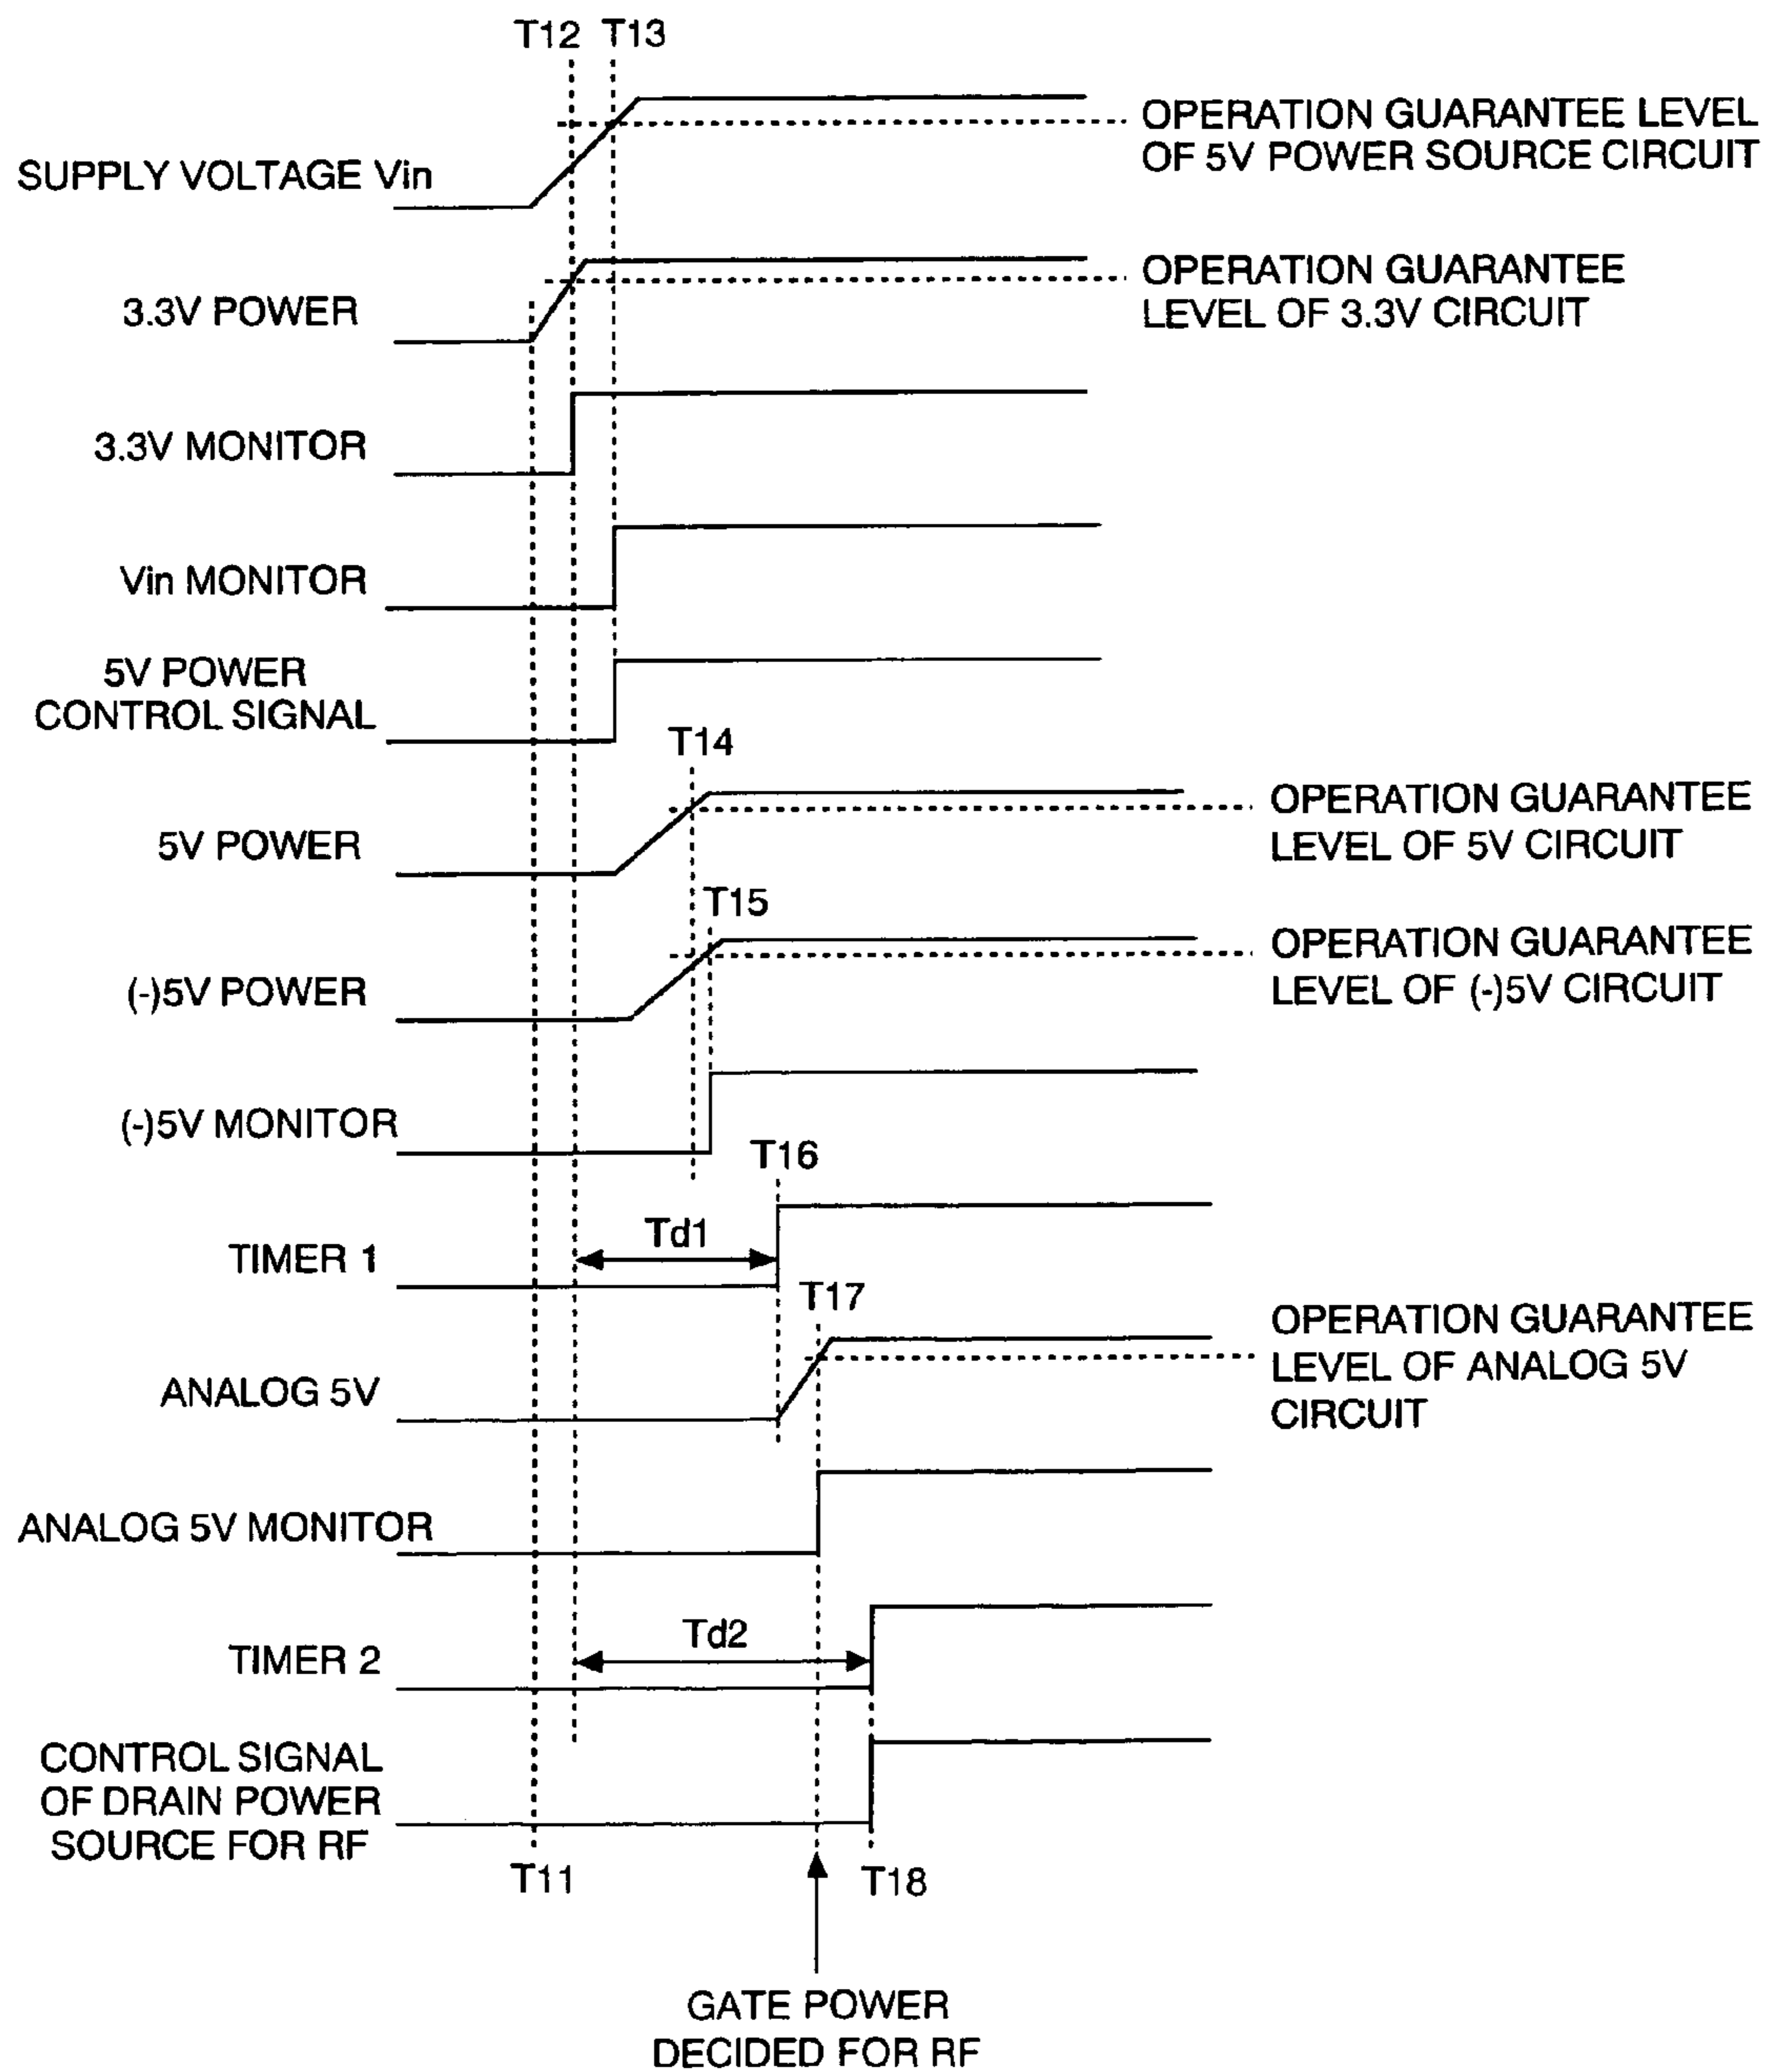 T12 T13
OPERATION GUARANTEE LEVEL
OF 5V POWER SOURCE CIRCUIT
SUPPLY VOLTAGE Vin
OPERATION GUARANTEE
LEVEL OF 3.3V CIRCUIT
3.3V POWER
3.3V MONITOR
Vin MONITOR
5V POWER
CONTROL SIGNAL
T14
OPERATION GUARANTEE
LEVEL OF 5V CIRCUIT
5V POWER
T15
OPERATION GUARANTEE
LEVEL OF (-)5V CIRCUIT
(-)5V POWER
(-)5V MONITOR
T16
Td1
TIMER 1
T17
OPERATION GUARANTEE
LEVEL OF ANALOG 5V
CIRCUIT
ANALOG 5V
ANALOG 5V MONITOR
Td2
TIMER 2
CONTROL SIGNAL
OF DRAIN POWER
SOURCE FOR RF
T11
T18
GATE POWER
DECIDED FOR RF